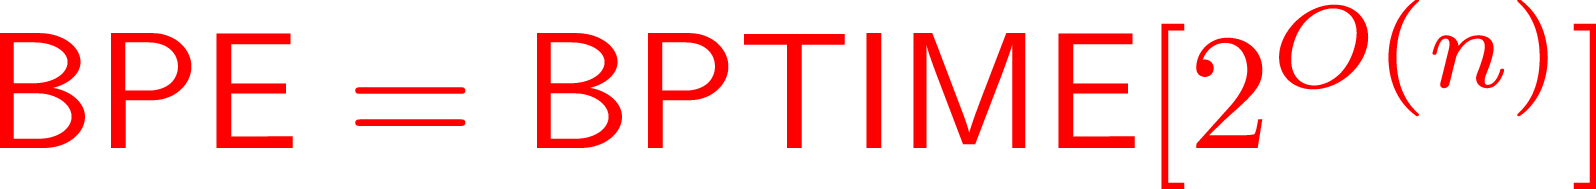 BPE = BPTIME[2^{O(n)}]